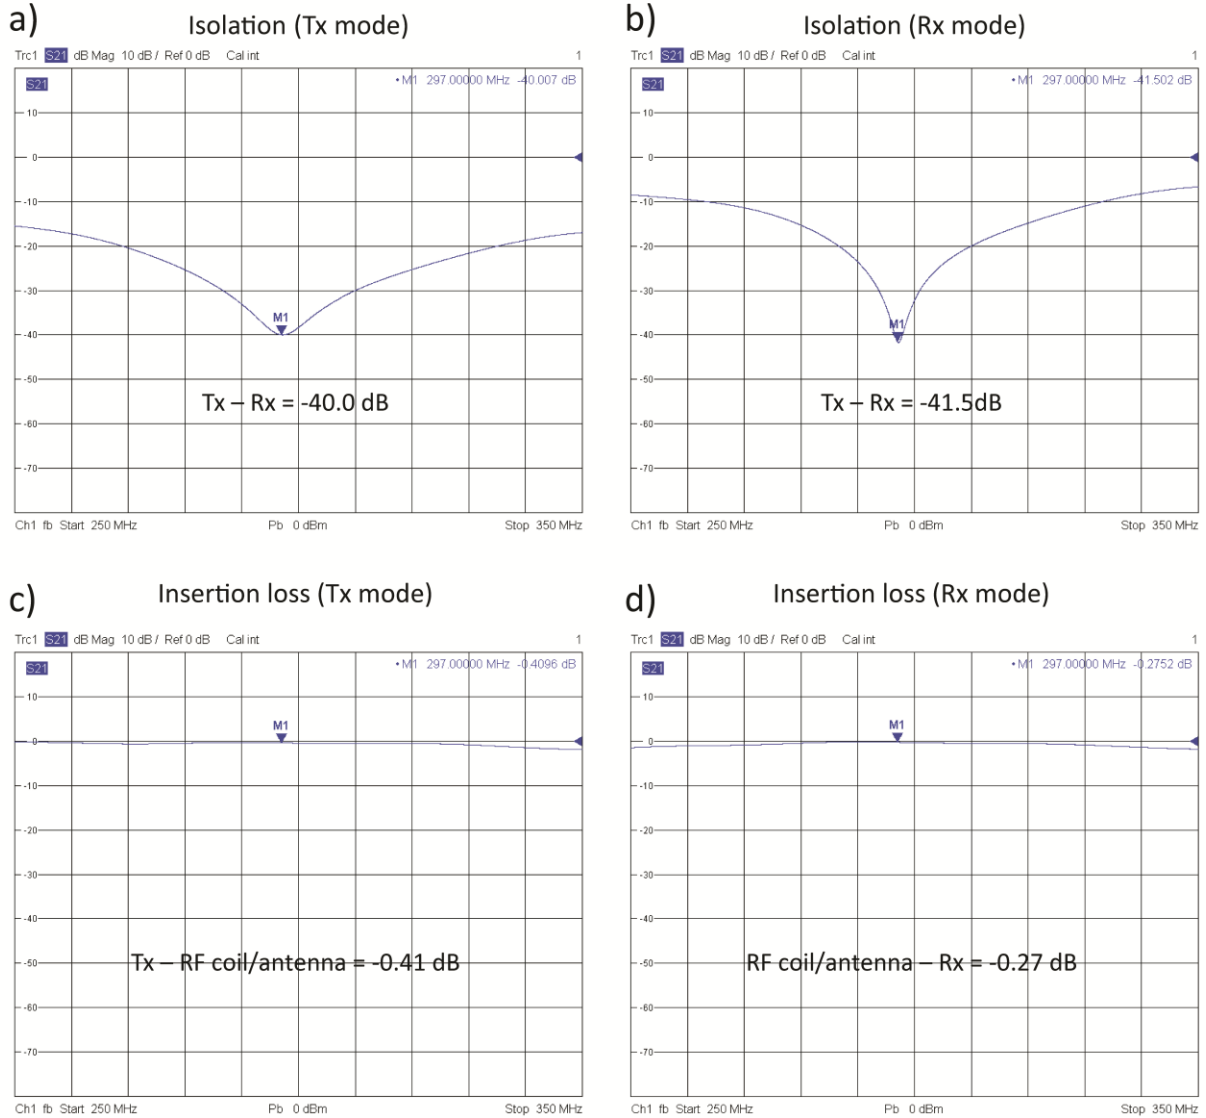 a)
Isolation (Tx mode)
Trc1 S21 dB Mag 10 dB / Ref 0 dB Cal int 1
S21
•M1 297.00000 MHz -40.007 dB
10
0
-10
-20
-30
M1
-40
-50
Tx – Rx = -40.0 dB
-60
-70
Ch1 fb Start 250 MHz Pb 0 dBm Stop 350 MHz
b)
Isolation (Rx mode)
Trc1 S21 dB Mag 10 dB / Ref 0 dB Cal int 1
S21
•M1 297.00000 MHz -41.502 dB
10
0
-10
-20
-30
M1
-40
-50
Tx – Rx = -41.5dB
-60
-70
Ch1 fb Start 250 MHz Pb 0 dBm Stop 350 MHz
c)
Insertion loss (Tx mode)
Trc1 S21 dB Mag 10 dB / Ref 0 dB Cal int 1
S21
•M1 297.00000 MHz -0.4096 dB
10
M1
0
-10
-20
-30
-40
-50
Tx – RF coil/antenna = -0.41 dB
-60
-70
Ch1 fb Start 250 MHz Pb 0 dBm Stop 350 MHz
d)
Insertion loss (Rx mode)
Trc1 S21 dB Mag 10 dB / Ref 0 dB Cal int 1
S21
•M1 297.00000 MHz -0.2752 dB
10
M1
0
-10
-20
-30
-40
-50
RF coil/antenna – Rx = -0.27 dB
-60
-70
Ch1 fb Start 250 MHz Pb 0 dBm Stop 350 MHz